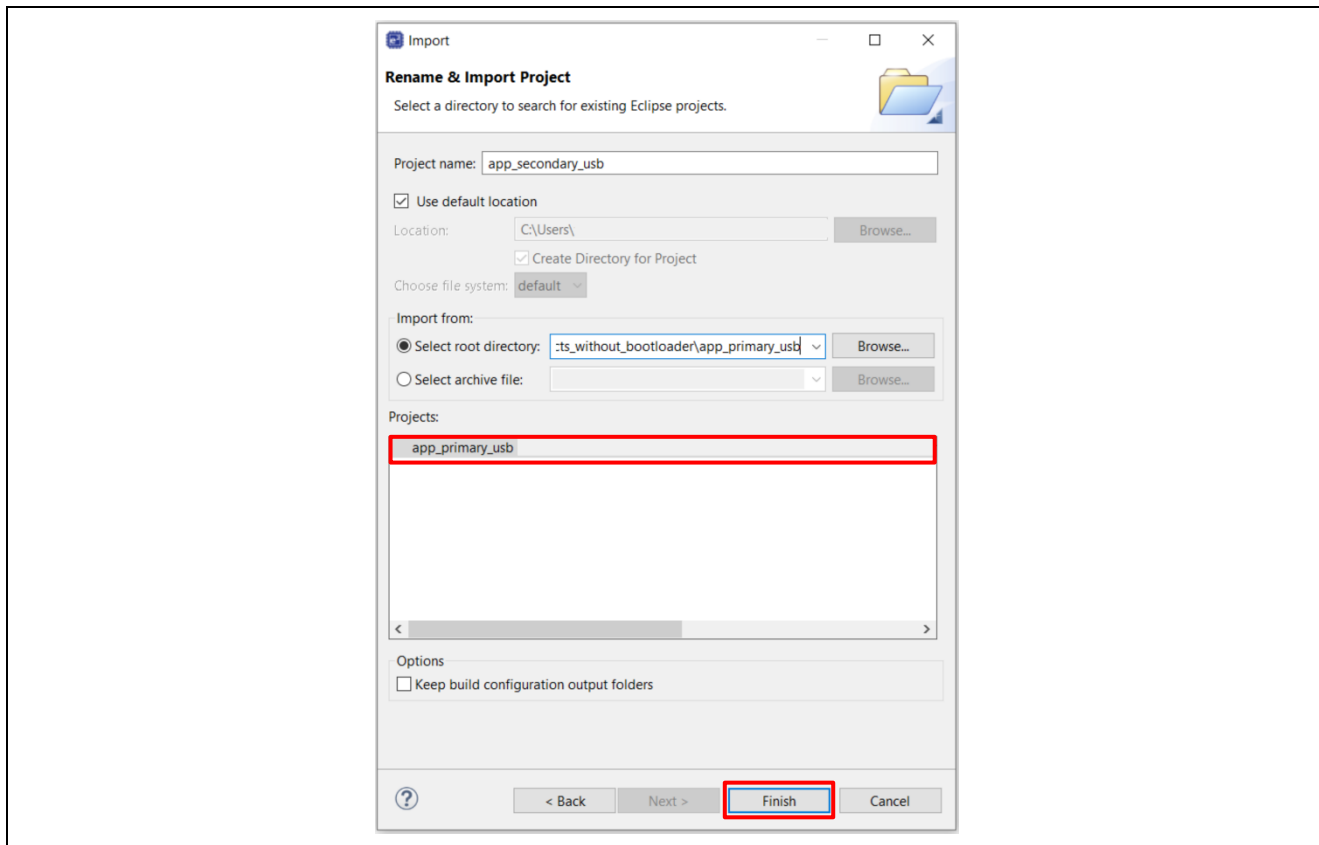 Import
Rename & Import Project
Select a directory to search for existing Eclipse projects.
Project name: app_secondary_usb
Use default location
Location: C:\Users\ Browse...
Create Directory for Project
Choose file system: default
Import from:
Select root directory: :ts_without_bootloader\app_primary_usb Browse...
Select archive file: Browse...
Projects:
app_primary_usb
Options
Keep build configuration output folders
? < Back Next > Finish Cancel